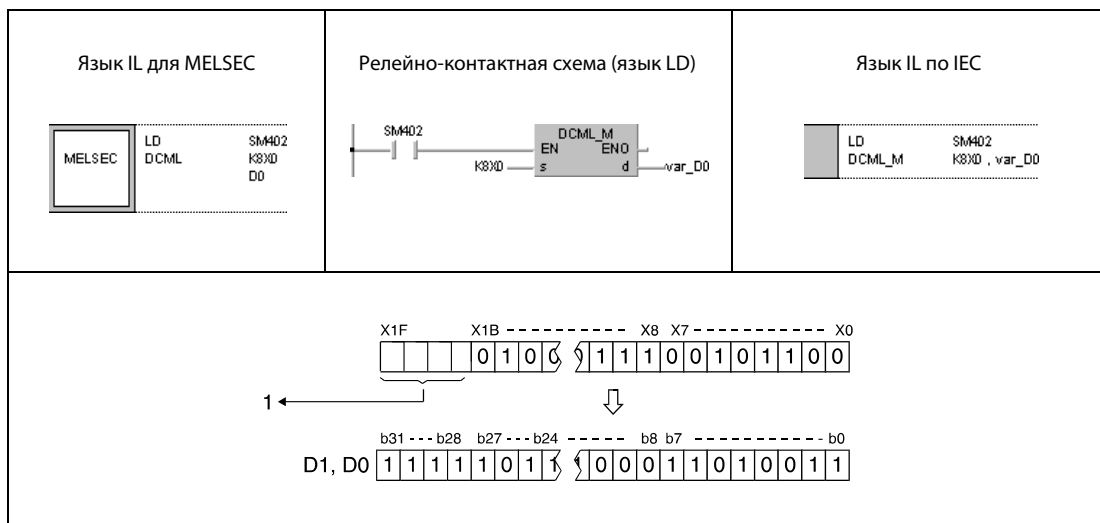 Язык IL для MELSEC
Релейно-контактная схема (язык LD)
Язык IL по IEC
MELSEC
LD SM402
DCML K8X0
D0
SM402
DCML_M
EN ENO
K8X0 s d var_D0
LD SM402
DCML_M K8X0 , var_D0
X1F X1B X8 X7 X0
0 1 0 0 0 1 1 1 0 0 1 0 1 1 0 0
1
b31 b28 b27 b24 b8 b7 b0
D1, D0 1 1 1 1 1 0 1 1 1 0 0 0 1 1 0 1 0 0 1 1